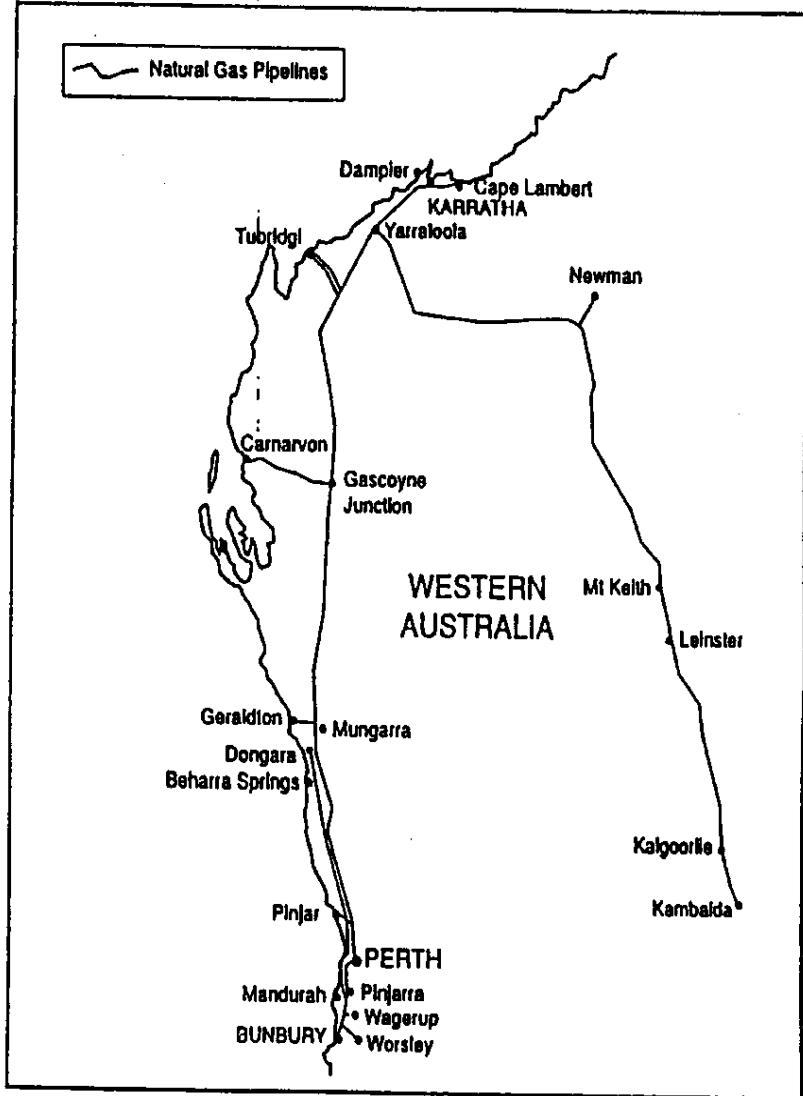 Natural Gas Pipelines
Dampier
Cape Lambert
KARRATHA
Yarraloola
Tubridgi
Newman
Carnarvon
Gascoyne
Junction
WESTERN
AUSTRALIA
Mt Keith
Leinster
Geraldton
Mungarra
Dongara
Beharra Springs
Kalgoorlie
Kambalda
Pinjar
PERTH
Mandurah
Pinjarra
Wagerup
BUNBURY
Worsley